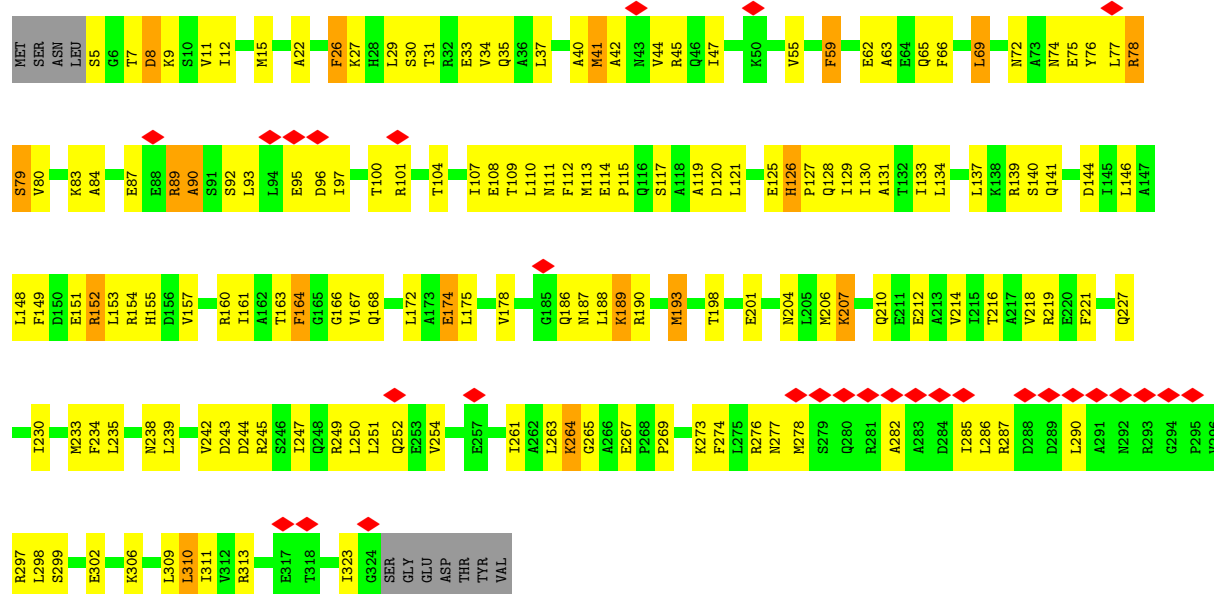 MET SER ASN LEU S5 G6 T7 D8 K9 S10 V11 I12 M15 A22 F26 K27 H28 L29 S30 T31 R32 E33 V34 Q35 A36 L37 A40 M41 A42 N43 V44 R45 Q46 I47 K50 V55 F59 E62 A63 E64 Q65 F66 L69 N72 A73 N74 E75 Y76 L77 R78
S79 V80 K83 A84 E87 E88 R89 A90 S91 S92 L93 L94 E95 D96 I97 T100 R101 T104 I107 E108 T109 L110 N111 F112 M113 E114 P115 Q116 S117 A118 A119 D120 L121 E125 H126 P127 Q128 I129 I130 A131 T132 I133 L134 L137 K138 R139 S140 Q141 D144 I145 L146 A147
L148 F149 D150 E151 R152 L153 R154 H155 D156 V157 R160 I161 A162 T163 F164 G165 G166 V167 Q168 L172 A173 E174 L175 V178 G185 Q186 N187 L188 K189 R190 M193 T198 E201 N204 L205 M206 K207 Q210 E211 E212 A213 V214 I215 T216 A217 V218 R219 E220 F221 Q227
I230 M233 F234 L235 N238 L239 V242 D243 D244 R245 S246 I247 Q248 R249 L250 L251 Q252 E253 V254 E257 I261 A262 L263 K264 G265 A266 E267 P268 P269 K273 F274 L275 R276 N277 M278 S279 Q280 R281 A282 A283 D284 I285 L286 R287 D288 D289 L290 A291 N292 R293 G294 P295 V296
R297 L298 S299 E302 K306 L309 L310 I311 V312 R313 E317 T318 I323 G324 SER GLY GLU ASP THR TYR VAL